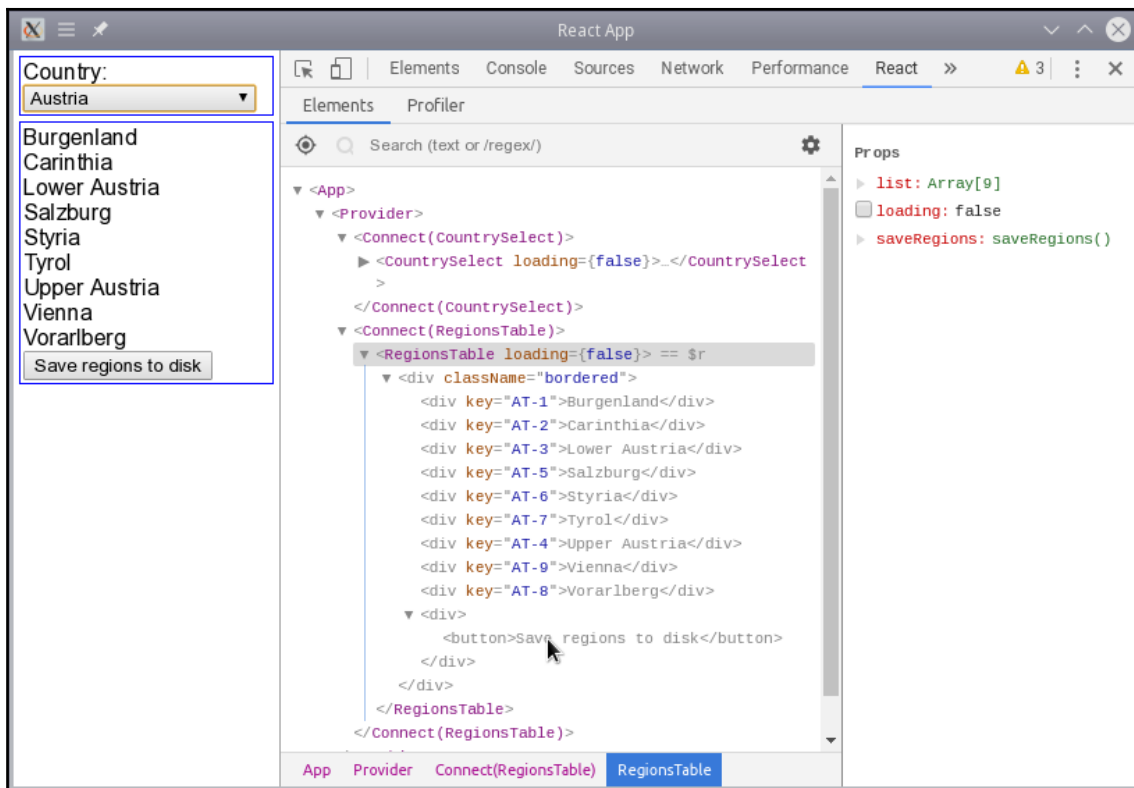 React App
Country:
Austria
Burgenland
Carinthia
Lower Austria
Salzburg
Styria
Tyrol
Upper Austria
Vienna
Vorarlberg
Save regions to disk
Elements Console Sources Network Performance React » 3
Elements Profiler
Search (text or /regex/)
<App>
<Provider>
<Connect(CountrySelect)>
<CountrySelect loading={false}>…</CountrySelect
>
</Connect(CountrySelect)>
<Connect(RegionsTable)>
<RegionsTable loading={false}> == $r
<div className="bordered">
<div key="AT-1">Burgenland</div>
<div key="AT-2">Carinthia</div>
<div key="AT-3">Lower Austria</div>
<div key="AT-5">Salzburg</div>
<div key="AT-6">Styria</div>
<div key="AT-7">Tyrol</div>
<div key="AT-4">Upper Austria</div>
<div key="AT-9">Vienna</div>
<div key="AT-8">Vorarlberg</div>
<div>
<button>Save regions to disk</button>
</div>
</div>
</RegionsTable>
</Connect(RegionsTable)>
App Provider Connect(RegionsTable) RegionsTable
Props
list: Array[9]
loading: false
saveRegions: saveRegions()